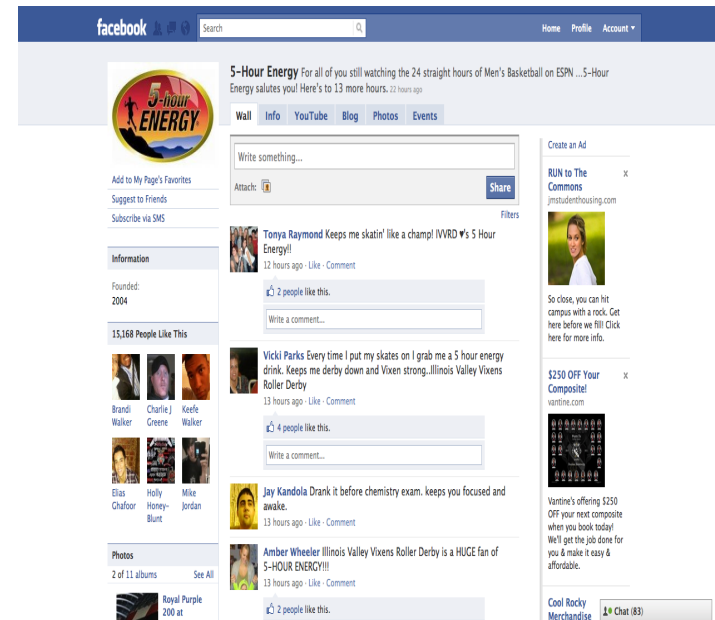 facebook
Search
Home Profile Account
5-hour
ENERGY
5-Hour Energy For all of you still watching the 24 straight hours of Men's Basketball on ESPN ...5-Hour
Energy salutes you! Here's to 13 more hours. 22 hours ago
Wall Info YouTube Blog Photos Events
Write something...
Attach:
Share
Filters
Add to My Page's Favorites
Suggest to Friends
Subscribe via SMS
Information
Founded:
2004
15,168 People Like This
Brandi
Walker
Charlie J
Greene
Keefe
Walker
Elias
Ghafoor
Holly
Honey-
Blunt
Mike
Jordan
Photos
2 of 11 albums See All
Royal Purple
200 at
Tonya Raymond Keeps me skatin' like a champ! IVVRD ♥'s 5 Hour
Energy!!
12 hours ago · Like · Comment
2 people like this.
Write a comment...
Vicki Parks Every time I put my skates on I grab me a 5 hour energy
drink. Keeps me derby down and Vixen strong..Illinois Valley Vixens
Roller Derby
13 hours ago · Like · Comment
4 people like this.
Write a comment...
Jay Kandola Drank it before chemistry exam. keeps you focused and
awake.
13 hours ago · Like · Comment
Amber Wheeler Illinois Valley Vixens Roller Derby is a HUGE fan of
5-HOUR ENERGY!!!
13 hours ago · Like · Comment
2 people like this.
Create an Ad
RUN to The
Commons
x
jmstudenthousing.com
So close, you can hit
campus with a rock. Get
here before we fill! Click
here for more info.
$250 OFF Your
Composite!
x
vantine.com
Vantine's offering $250
OFF your next composite
when you book today!
We'll get the job done for
you & make it easy &
affordable.
Cool Rocky
Merchandise
Chat (83)